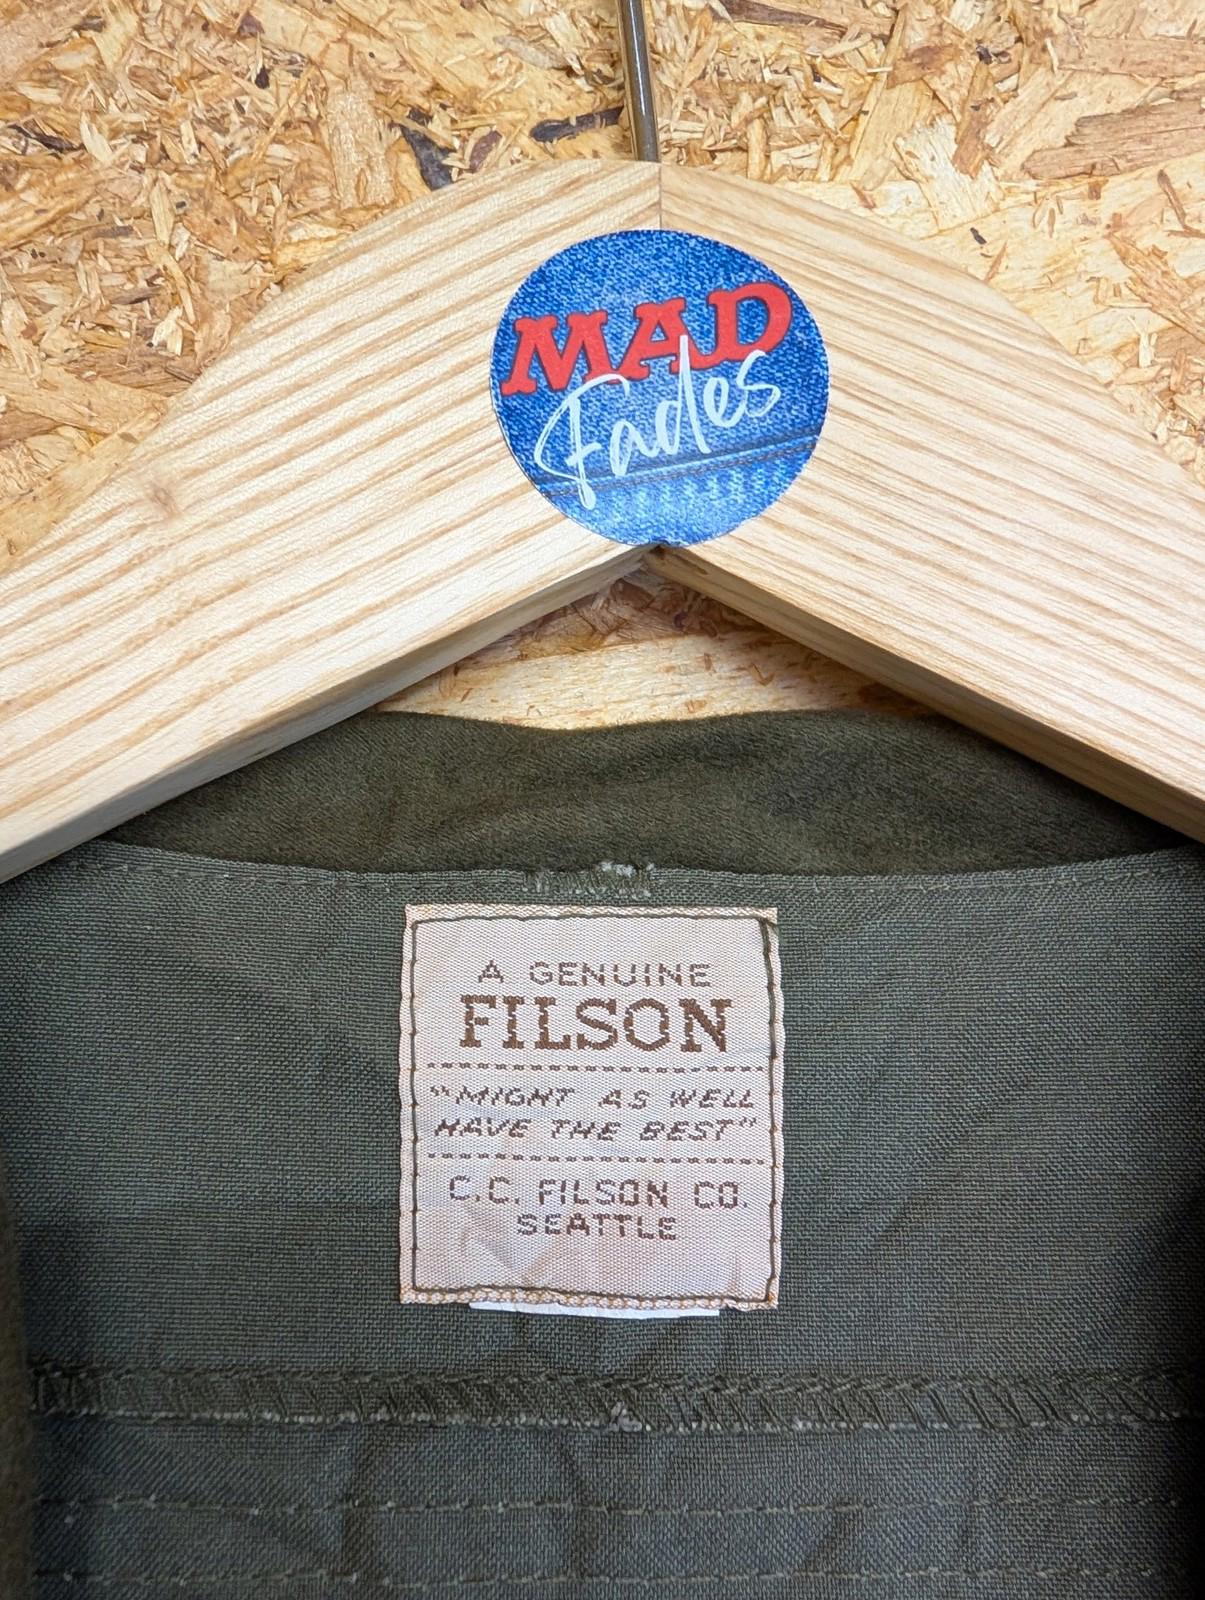 MAD
Fades
A GENUINE
FILSON
"MIGHT AS WELL
HAVE THE BEST"
C.C. FILSON CO.
SEATTLE